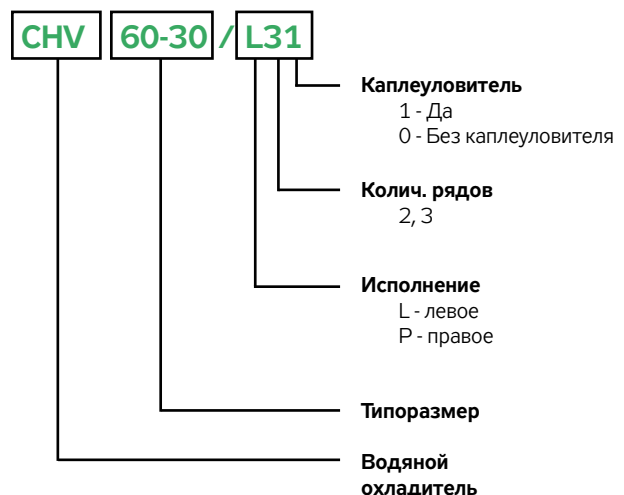 CHV 60-30 / L31
Каплеуловитель
1 - Да
0 - Без каплеуловителя
Колич. рядов
2, 3
Исполнение
L - левое
P - правое
Типоразмер
Водяной
охладитель